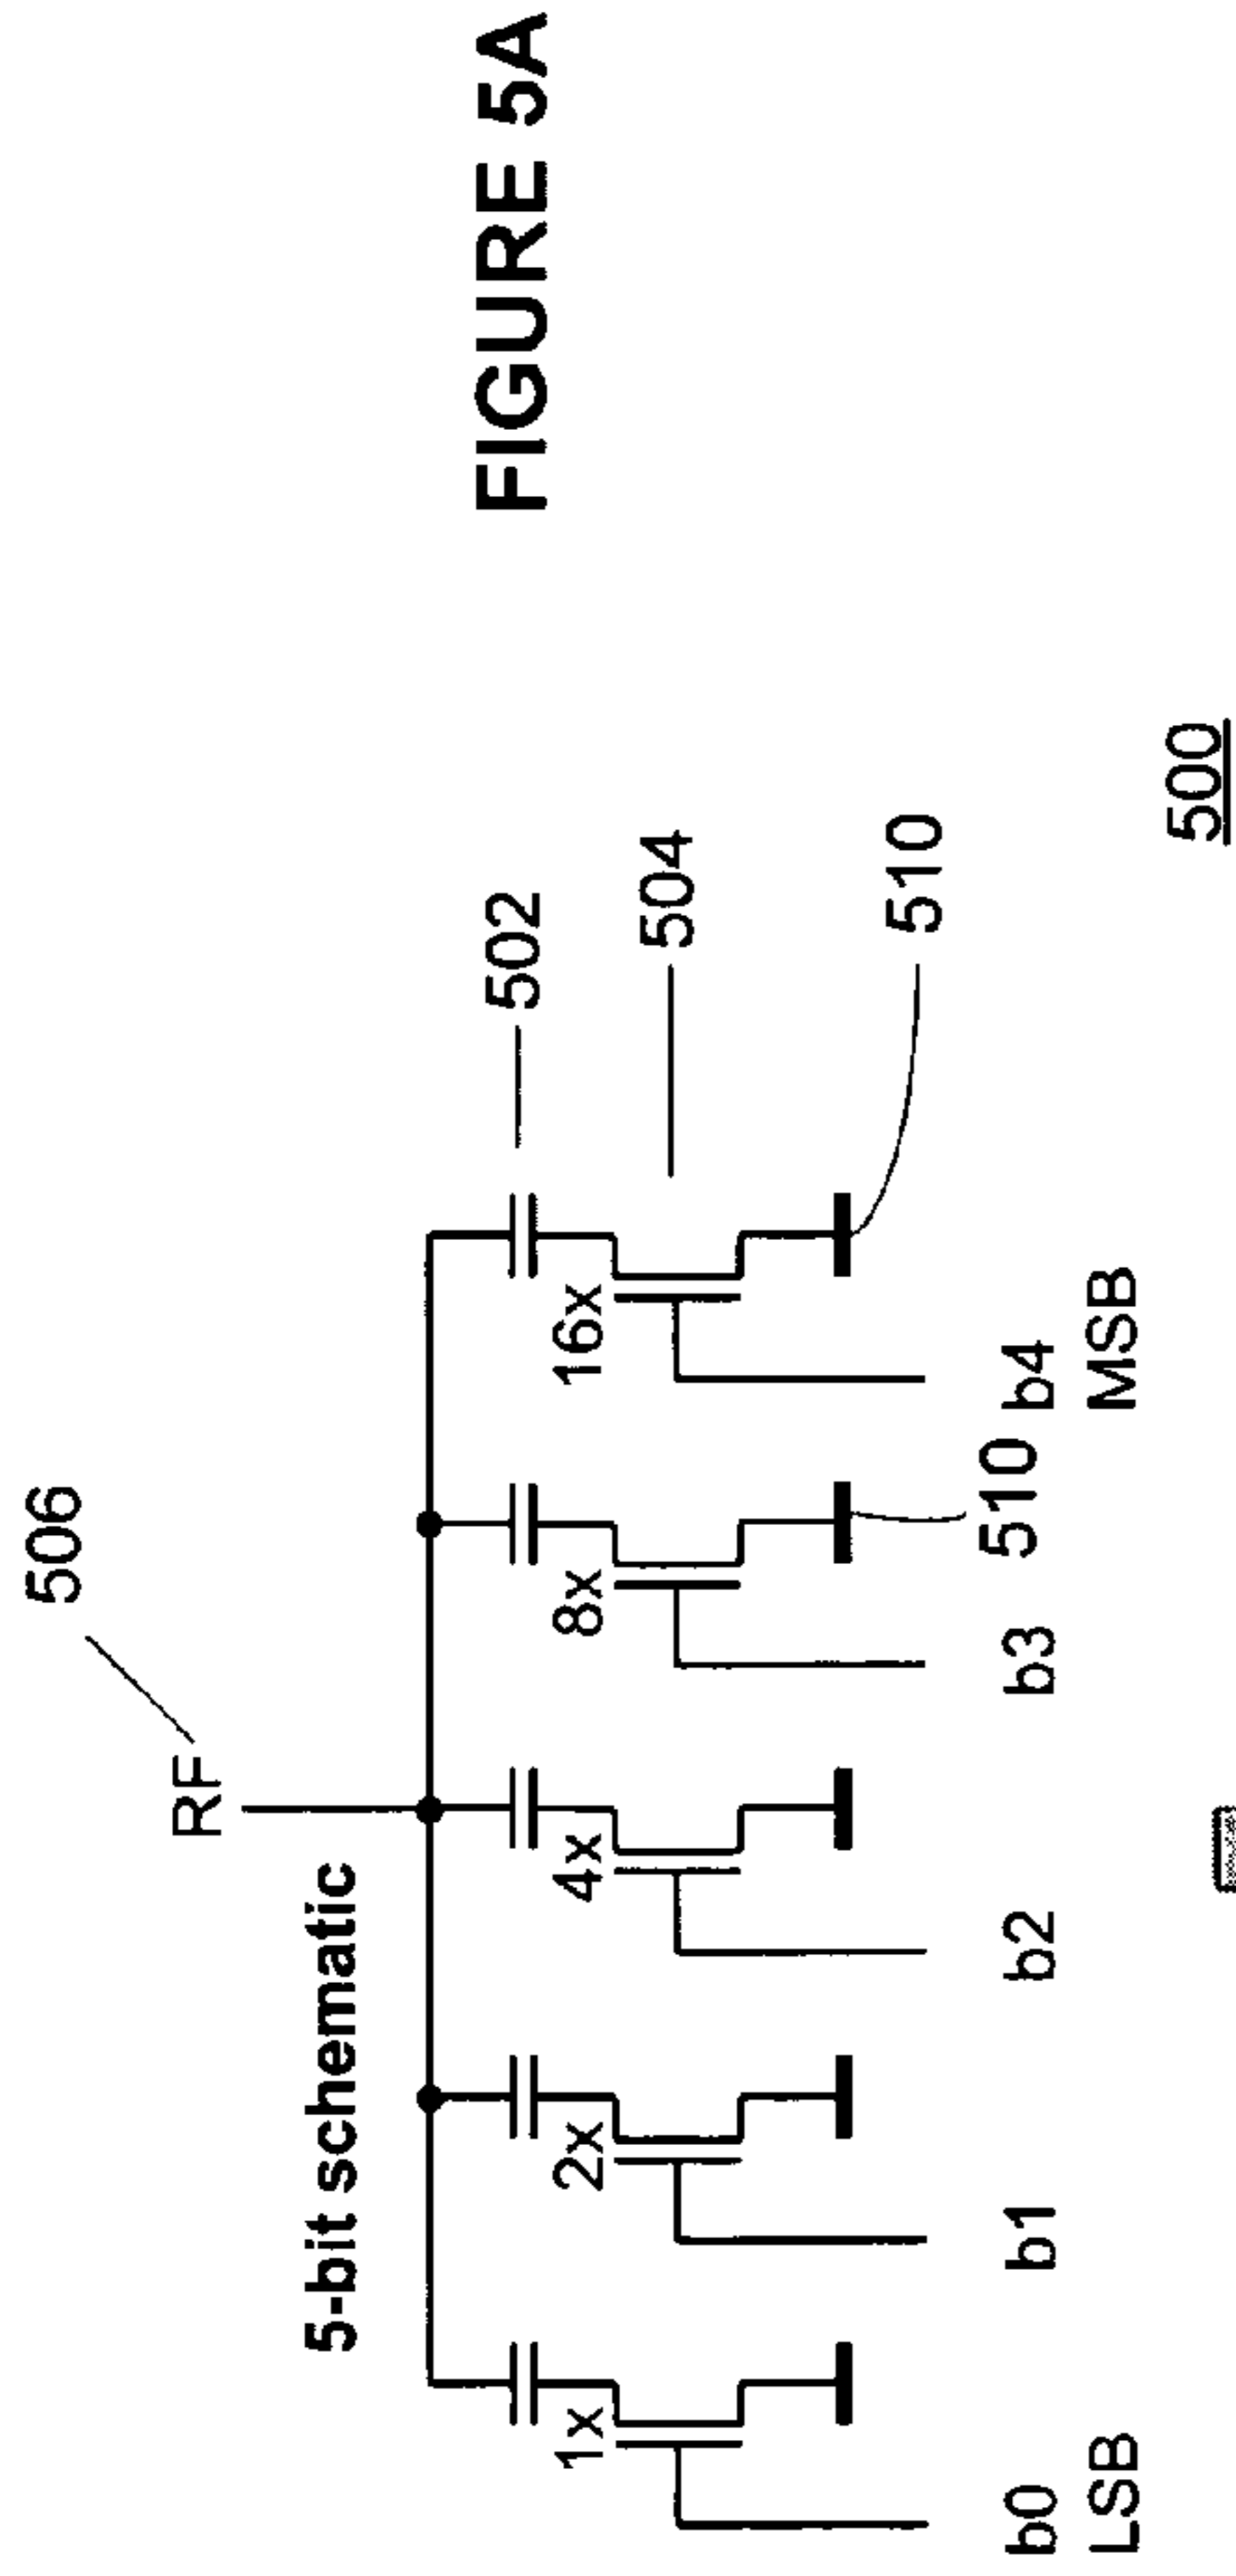 506
RF
5-bit schematic
502
1x 2x 4x 8x 16x
504
510
b0 b1 b2 b3 510 b4
LSB MSB
500
FIGURE 5A